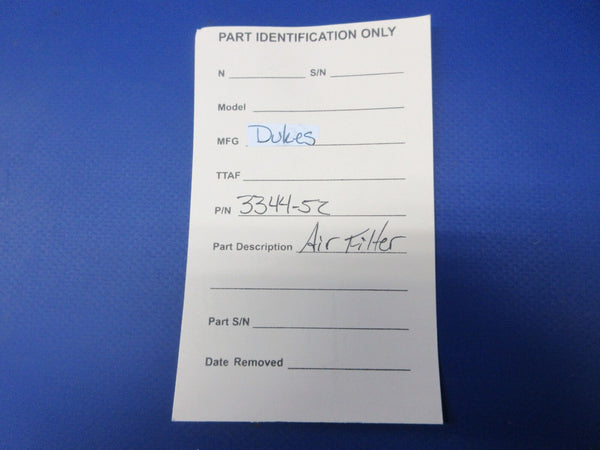 PART IDENTIFICATION ONLY
N S/N
Model
MFG Dukes
TTAF
P/N 3344-52
Part Description Air Filter
Part S/N
Date Removed